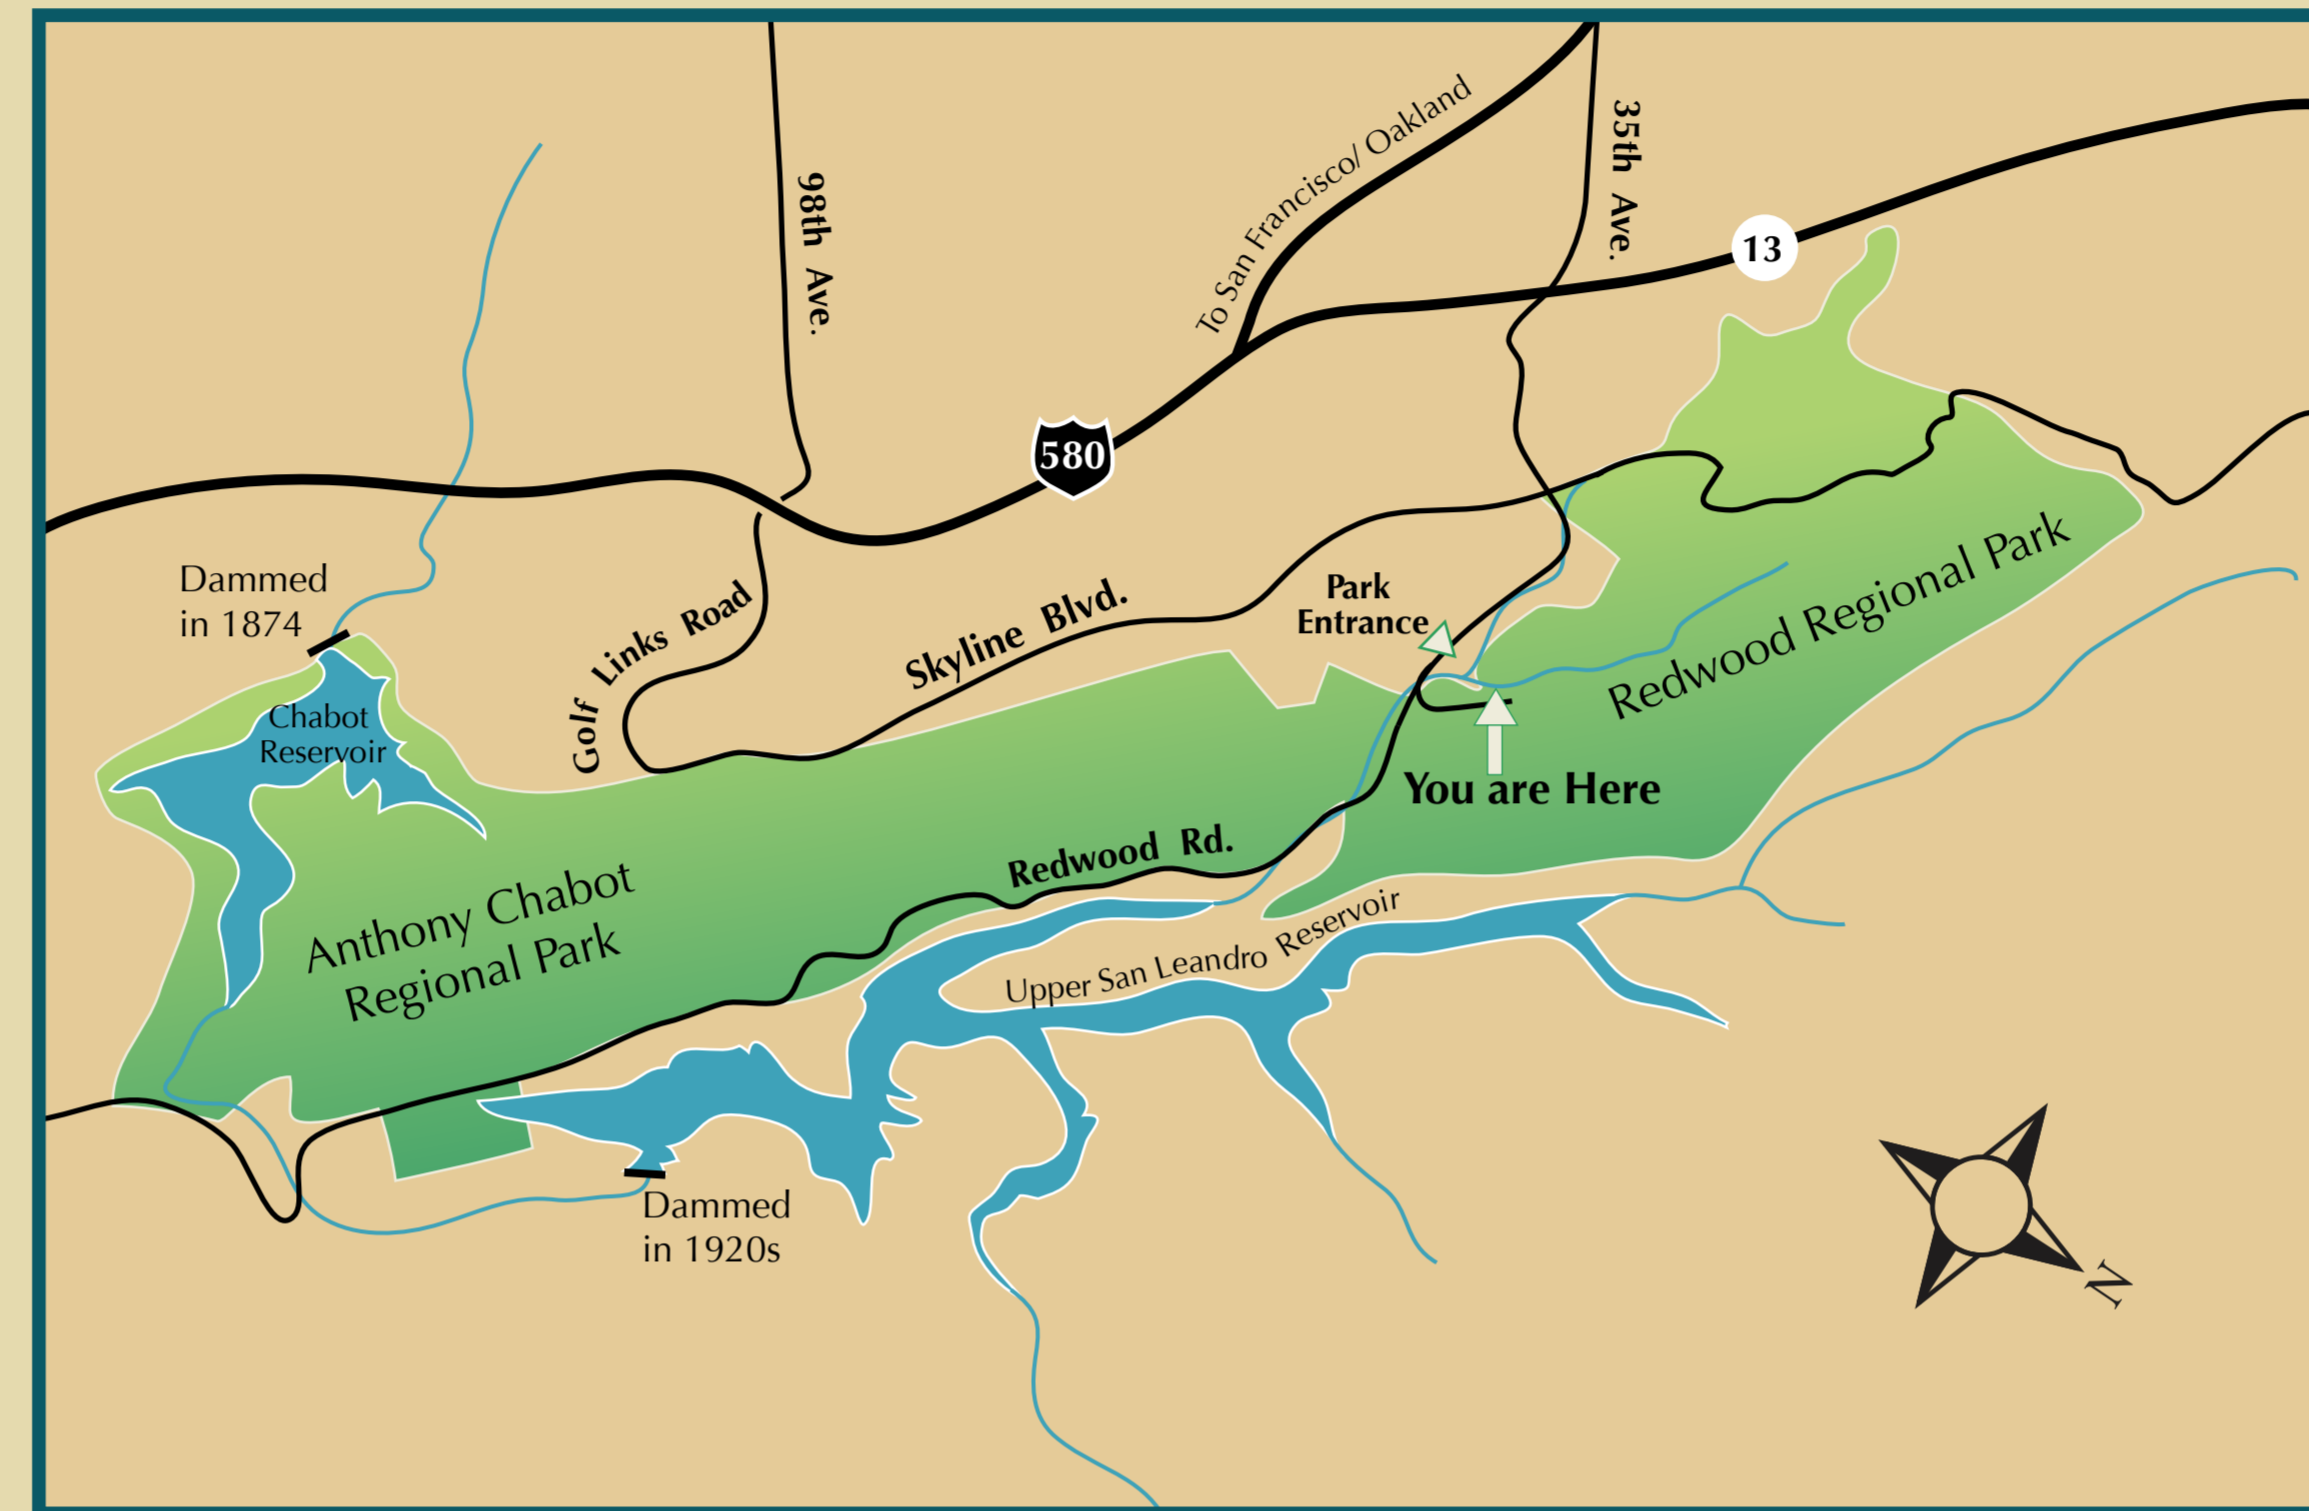 To San Francisco/ Oakland
35th Ave.
98th Ave.
13
580
Dammed
in 1874
Golf Links Road
Skyline Blvd.
Park
Entrance
Redwood Regional Park
Chabot
Reservoir
You are Here
Redwood Rd.
Anthony Chabot
Regional Park
Upper San Leandro Reservoir
Dammed
in 1920s
N